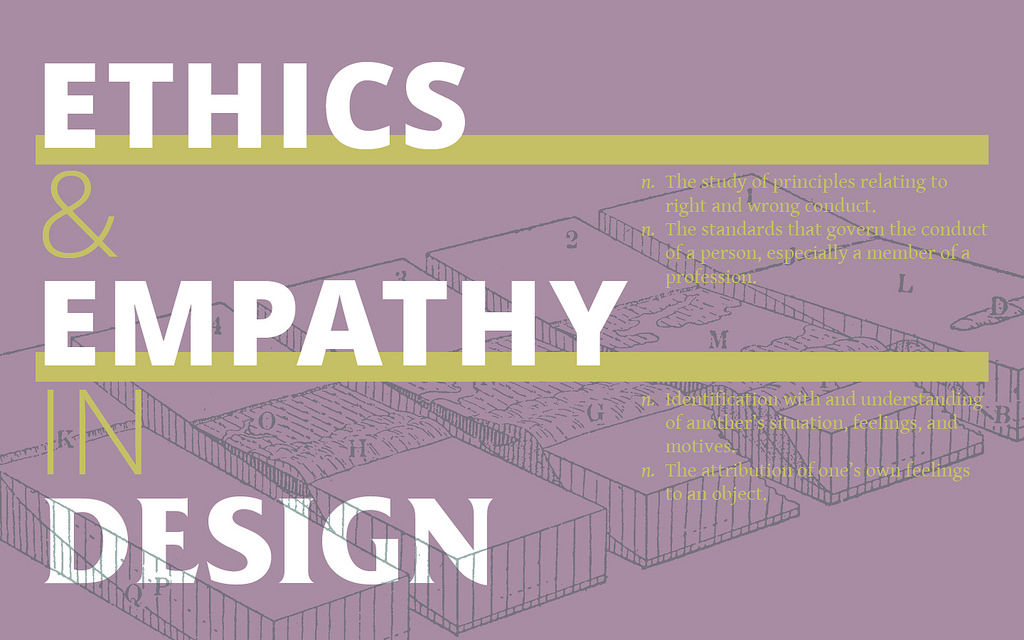 ETHICS
&
n. The study of principles relating to
right and wrong conduct.
n. The standards that govern the conduct
of a person, especially a member of a
profession.
EMPATHY
IN
n. Identification with and understanding
of another's situation, feelings, and
motives.
n. The attribution of one's own feelings
to an object.
DESIGN
1
2
3
4
L
D
M
G
O
H
K
B
Q P